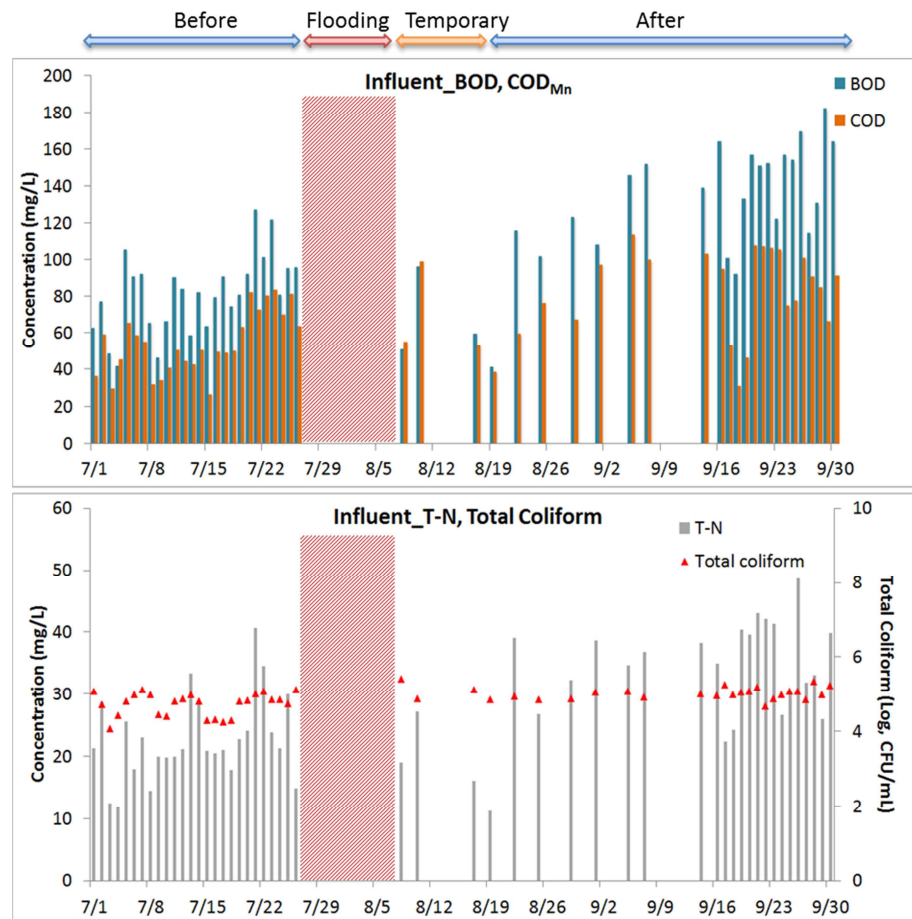 Before Flooding Temporary After
Influent_BOD, COD_Mn
BOD
COD
Concentration (mg/L)
200
180
160
140
120
100
80
60
40
20
0
7/1 7/8 7/15 7/22 7/29 8/5 8/12 8/19 8/26 9/2 9/9 9/16 9/23 9/30
Influent_T-N, Total Coliform
T-N
Total coliform
Concentration (mg/L)
60
50
40
30
20
10
0
10
8
6
4
2
0
Total Coliform (Log, CFU/mL)
7/1 7/8 7/15 7/22 7/29 8/5 8/12 8/19 8/26 9/2 9/9 9/16 9/23 9/30